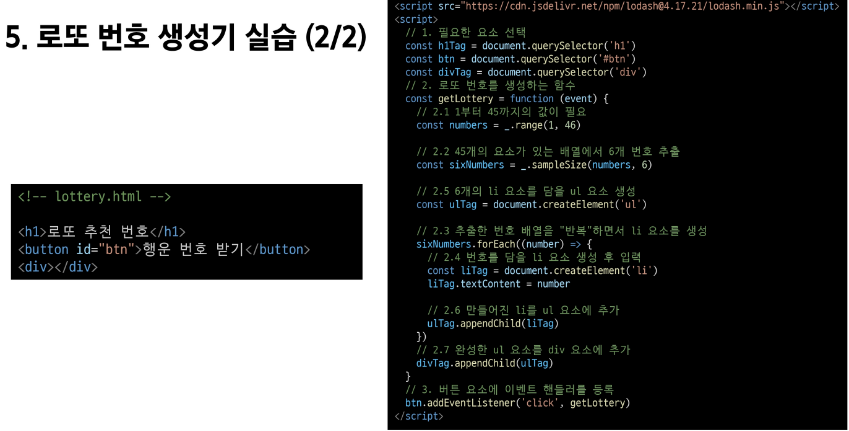 5. 로또 번호 생성기 실습 (2/2)
<!-- lottery.html -->
<h1>로또 추천 번호</h1>
<button id="btn">행운 번호 받기</button>
<div></div>
<script src="https://cdn.jsdelivr.net/npm/lodash@4.17.21/lodash.min.js"></script>
<script>
// 1. 필요한 요소 선택
const h1Tag = document.querySelector('h1')
const btn = document.querySelector('#btn')
const divTag = document.querySelector('div')
// 2. 로또 번호를 생성하는 함수
const getLottery = function (event) {
// 2.1 1부터 45까지의 값이 필요
const numbers = _.range(1, 46)
// 2.2 45개의 요소가 있는 배열에서 6개 번호 추출
const sixNumbers = _.sampleSize(numbers, 6)
// 2.5 6개의 li 요소를 담을 ul 요소 생성
const ulTag = document.createElement('ul')
// 2.3 추출한 번호 배열을 "반복"하면서 li 요소를 생성
sixNumbers.forEach((number) => {
// 2.4 번호를 담을 li 요소 생성 후 입력
const liTag = document.createElement('li')
liTag.textContent = number
// 2.6 만들어진 li를 ul 요소에 추가
ulTag.appendChild(liTag)
})
// 2.7 완성한 ul 요소를 div 요소에 추가
divTag.appendChild(ulTag)
}
// 3. 버튼 요소에 이벤트 핸들러를 등록
btn.addEventListener('click', getLottery)
</script>